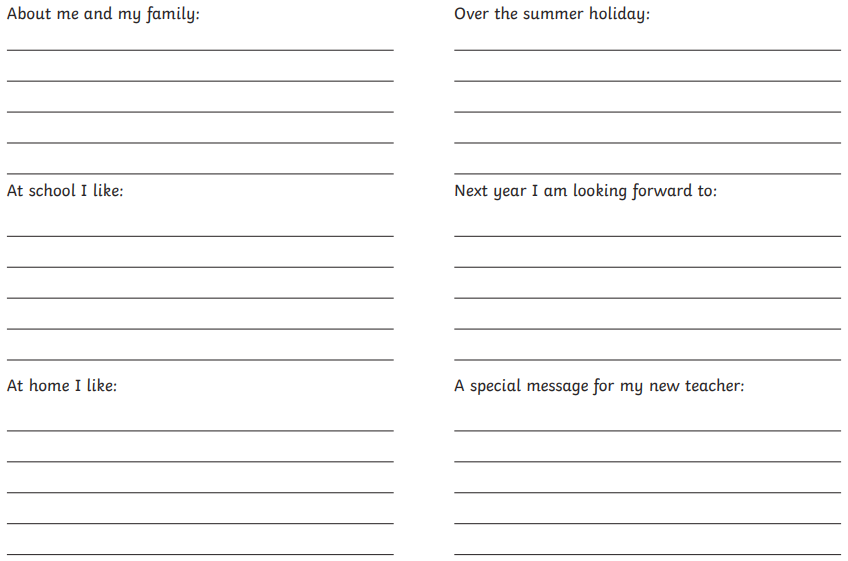 About me and my family:
At school I like:
At home I like:
Over the summer holiday:
Next year I am looking forward to:
A special message for my new teacher: